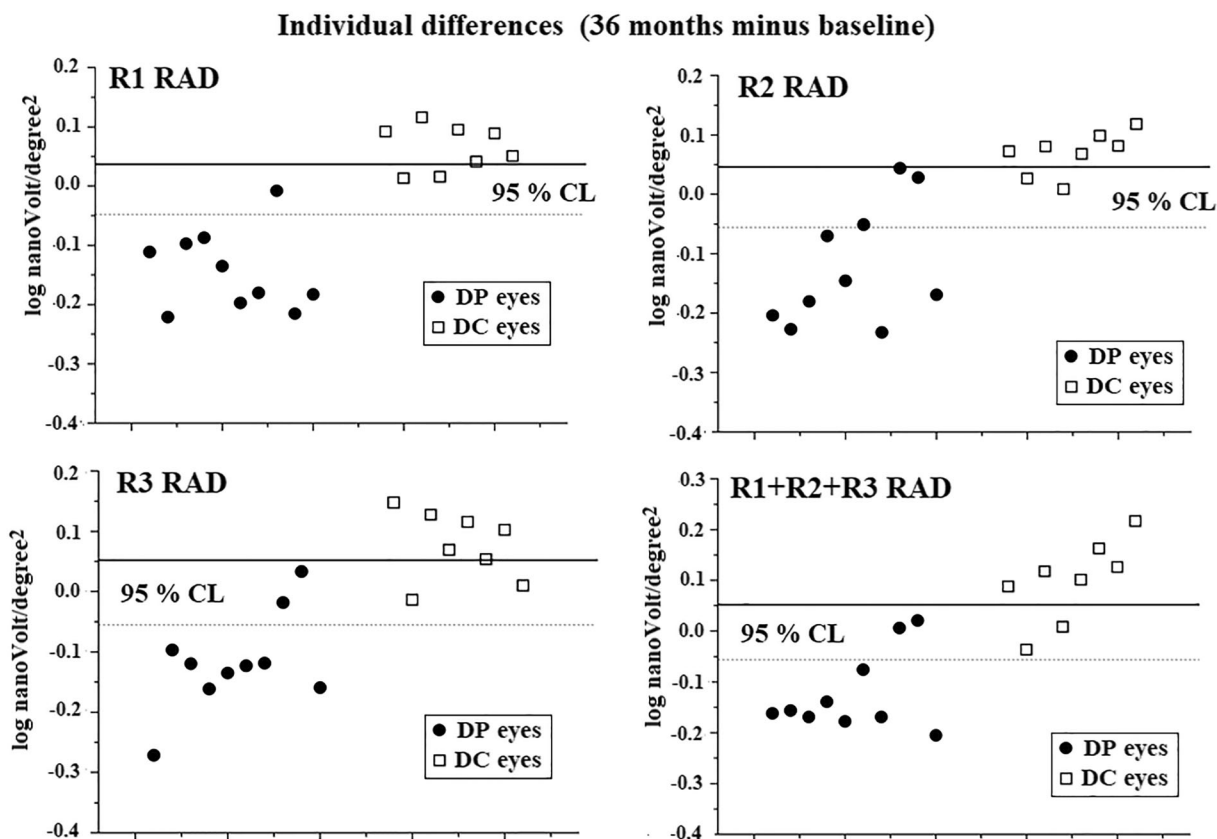 Individual differences (36 months minus baseline)
R1 RAD
log nanoVolt/degree²
0.2
0.1
0.0
-0.1
-0.2
-0.3
-0.4
95 % CL
DP eyes
DC eyes
R2 RAD
log nanoVolt/degree²
0.2
0.1
0.0
-0.1
-0.2
-0.3
-0.4
95 % CL
DP eyes
DC eyes
R3 RAD
log nanoVolt/degree²
0.2
0.1
0.0
-0.1
-0.2
-0.3
-0.4
95 % CL
DP eyes
DC eyes
R1+R2+R3 RAD
log nanoVolt/degree²
0.3
0.2
0.1
0.0
-0.1
-0.2
-0.3
-0.4
95 % CL
DP eyes
DC eyes